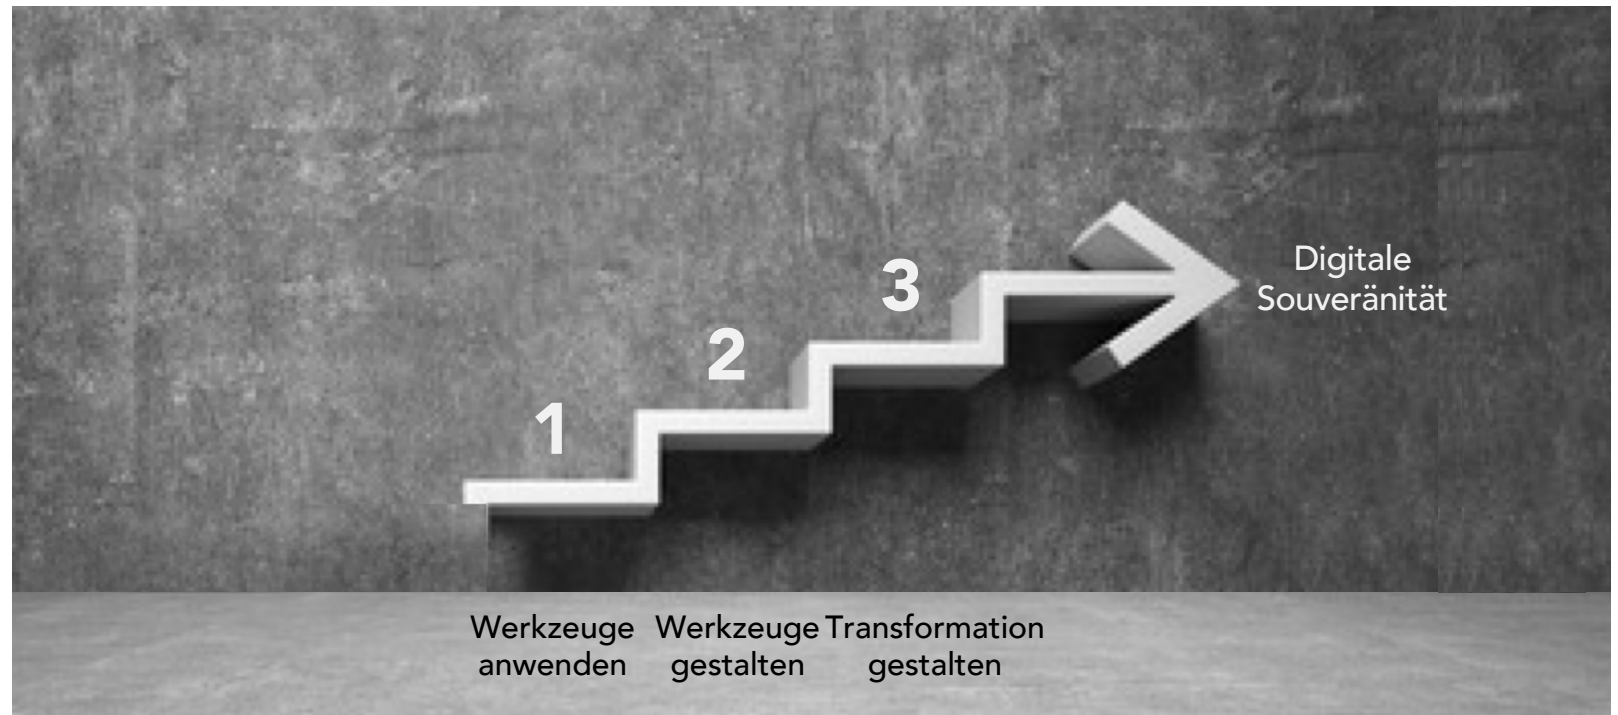 3
Digitale
Souveränität
2
1
Werkzeuge
anwenden
Werkzeuge
gestalten
Transformation
gestalten